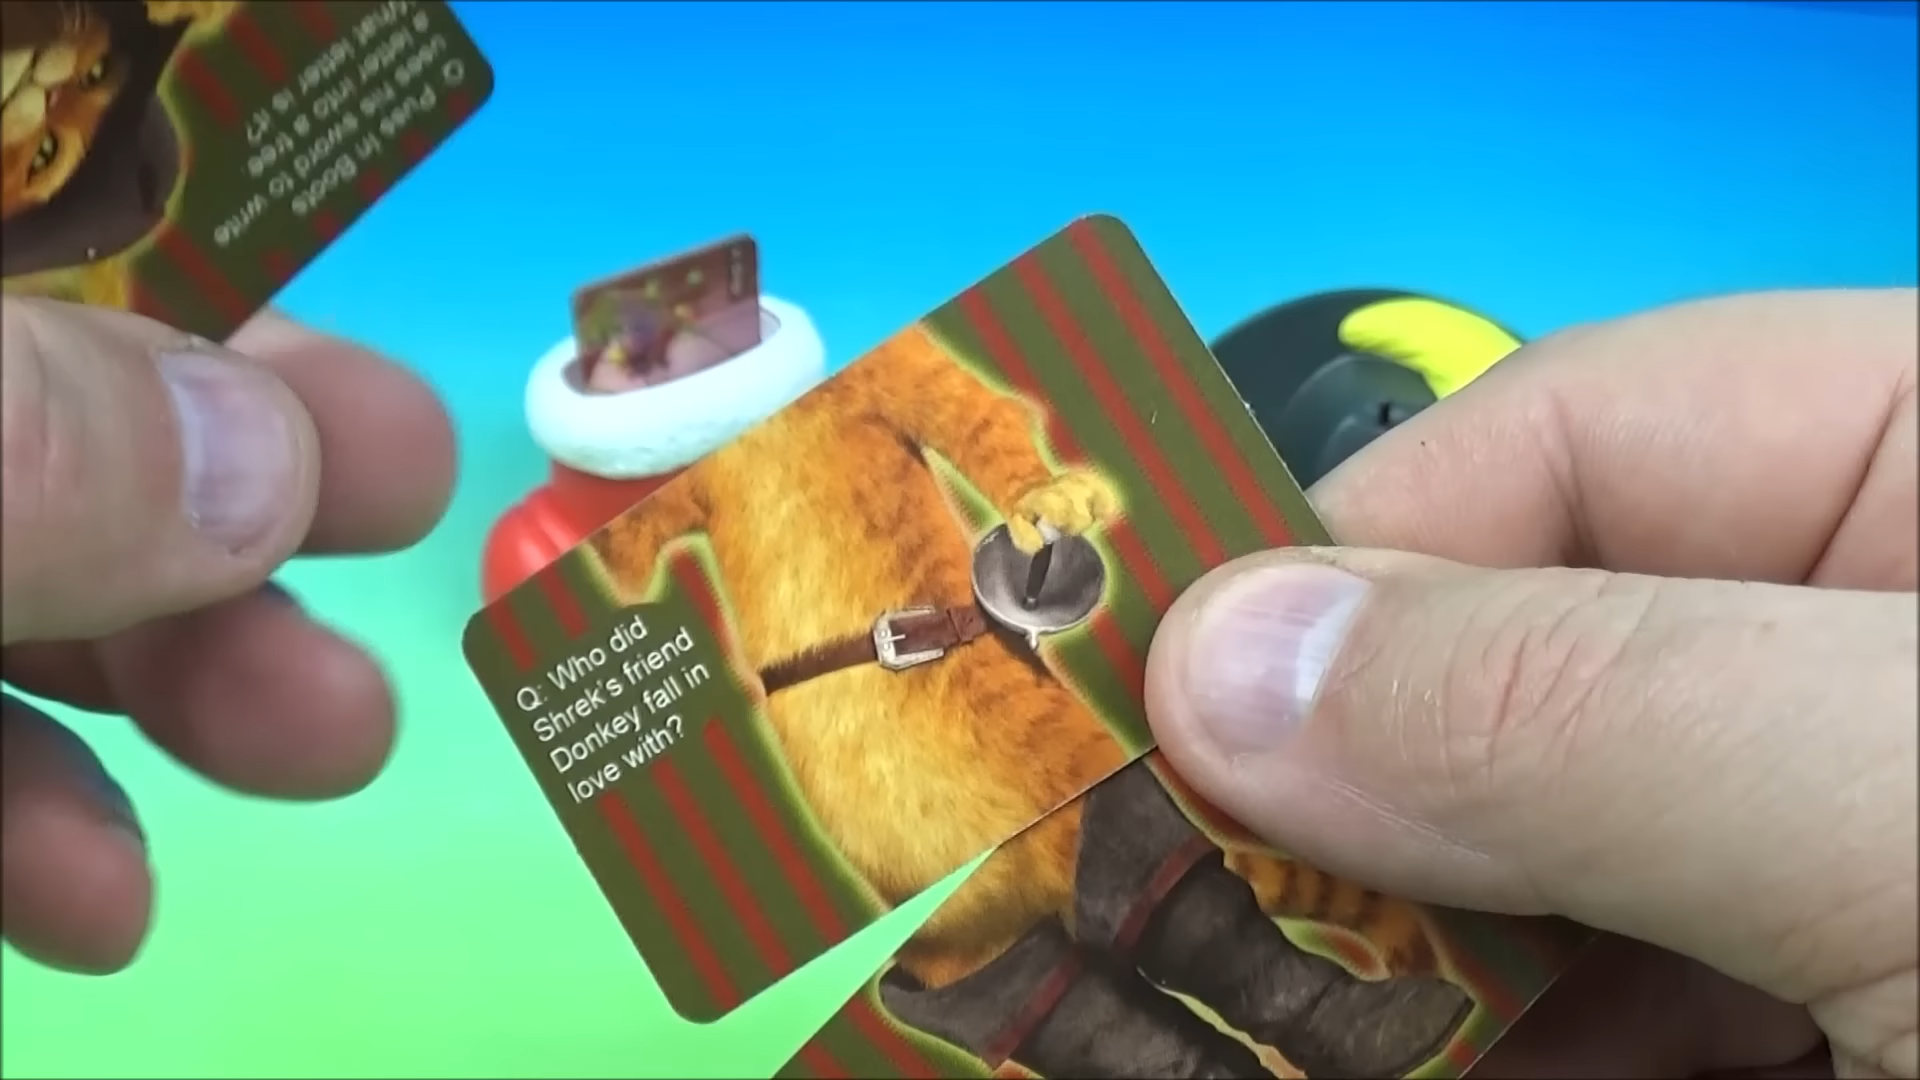 Q: Puss In Boots
uses his sword to write
a letter into a tree.
What letter is it?
Q: Who did
Shrek's friend
Donkey fall in
love with?